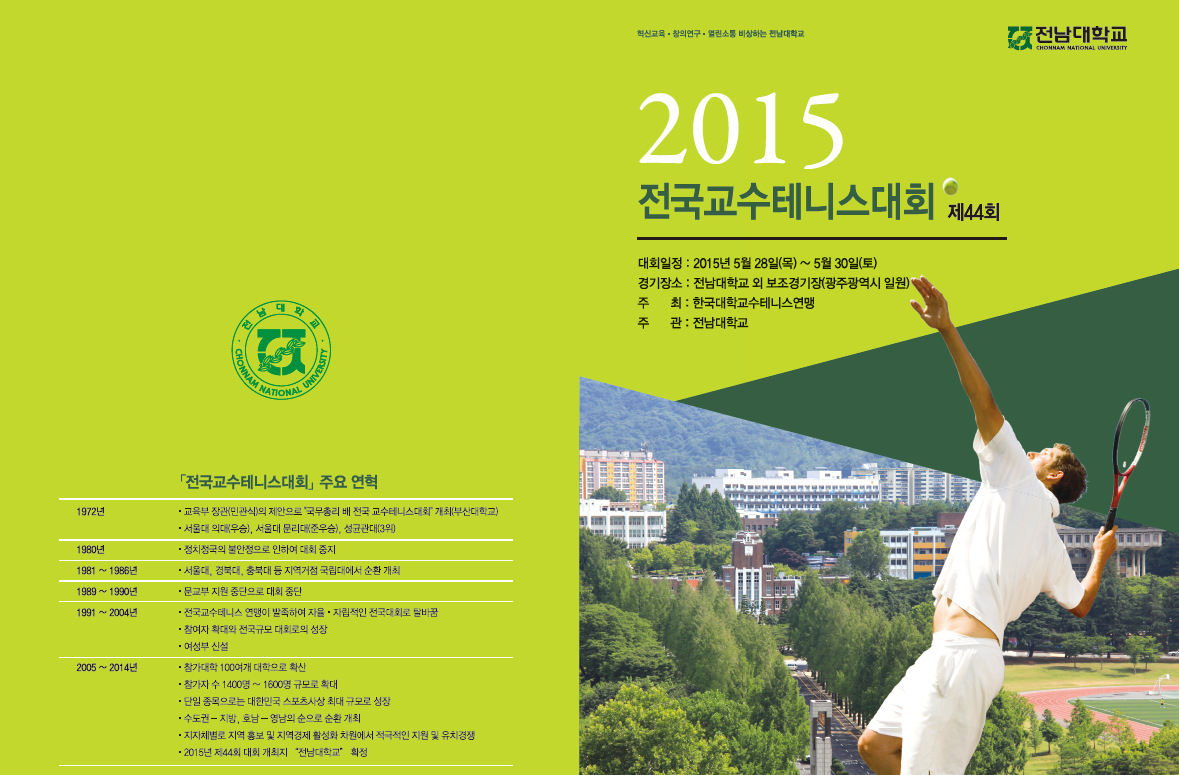 혁신교육 • 창의연구 • 열린소통 비상하는 전남대학교
전남대학교
CHONNAM NATIONAL UNIVERSITY
2015
전국교수테니스대회 제44회
대회일정 : 2015년 5월 28일(목) ~ 5월 30일(토)
경기장소 : 전남대학교 외 보조경기장(광주광역시 일원)
주 최 : 한국대학교수테니스연맹
주 관 : 전남대학교
전남대학교
CHONNAM NATIONAL UNIVERSITY
「전국교수테니스대회」 주요 연혁
1972년 • 교육부 장관(민관식)의 제안으로 "국무총리 배 전국 교수테니스대회" 개최(부산대학교)
• 서울대 의대(우승), 서울대 문리대(준우승), 성균관대(3위)
1980년 • 정치정국의 불안정으로 인하여 대회 중지
1981 ~ 1986년 • 서울대, 경북대, 충북대 등 지역거점 국립대에서 순환 개최
1989 ~ 1990년 • 문교부 지원 중단으로 대회 중단
1991 ~ 2004년 • 전국교수테니스 연맹이 발족하여 자율 • 자립적인 전국대회로 탈바꿈
• 참여자 확대와 전국규모 대회로의 성장
• 여성부 신설
2005 ~ 2014년 • 참가대학 100여개 대학으로 확산
• 참가자 수 1400명 ~ 1600명 규모로 확대
• 단일 종목으로는 대한민국 스포츠사상 최대 규모로 성장
• 수도권 – 지방, 호남 – 영남의 순으로 순환 개최
• 지자체별로 지역 홍보 및 지역경제 활성화 차원에서 적극적인 지원 및 유치경쟁
• 2015년 제44회 대회 개최지 “전남대학교” 확정